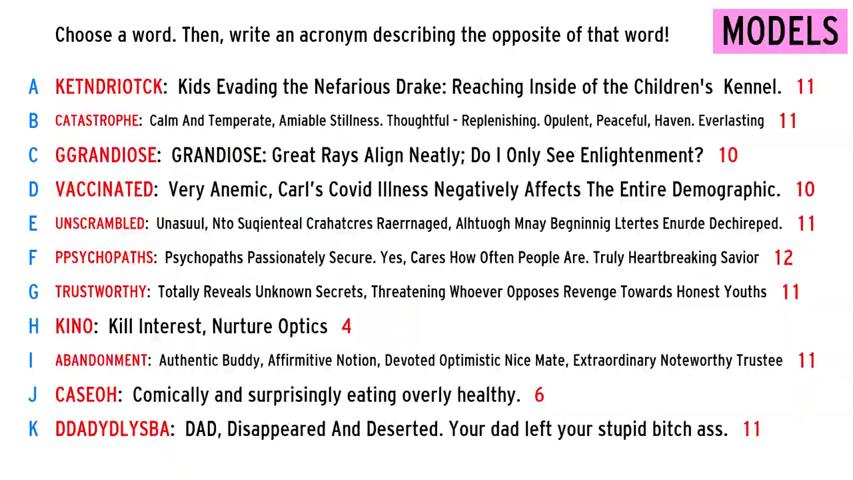 Choose a word. Then, write an acronym describing the opposite of that word!
MODELS
A KETNDRIOTCK: Kids Evading the Nefarious Drake: Reaching Inside of the Children's Kennel. 11
B CATASTROPHE: Calm And Temperate, Amiable Stillness. Thoughtful - Replenishing. Opulent, Peaceful, Haven. Everlasting 11
C GGRANDIOSE: GRANDIOSE: Great Rays Align Neatly; Do I Only See Enlightenment? 10
D VACCINATED: Very Anemic, Carl's Covid Illness Negatively Affects The Entire Demographic. 10
E UNSCRAMBLED: Unasuul, Nto Suqienteal Crahatcres Raerrnaged, Alhtuogh Mnay Begninnig Ltertes Enurde Dechireped. 11
F PPSYCHOPATHS: Psychopaths Passionately Secure. Yes, Cares How Often People Are. Truly Heartbreaking Savior 12
G TRUSTWORTHY: Totally Reveals Unknown Secrets, Threatening Whoever Opposes Revenge Towards Honest Youths 11
H KINO: Kill Interest, Nurture Optics 4
I ABANDONMENT: Authentic Buddy, Affirmitive Notion, Devoted Optimistic Nice Mate, Extraordinary Noteworthy Trustee 11
J CASEOH: Comically and surprisingly eating overly healthy. 6
K DDADYDLYSBA: DAD, Disappeared And Deserted. Your dad left your stupid bitch ass. 11